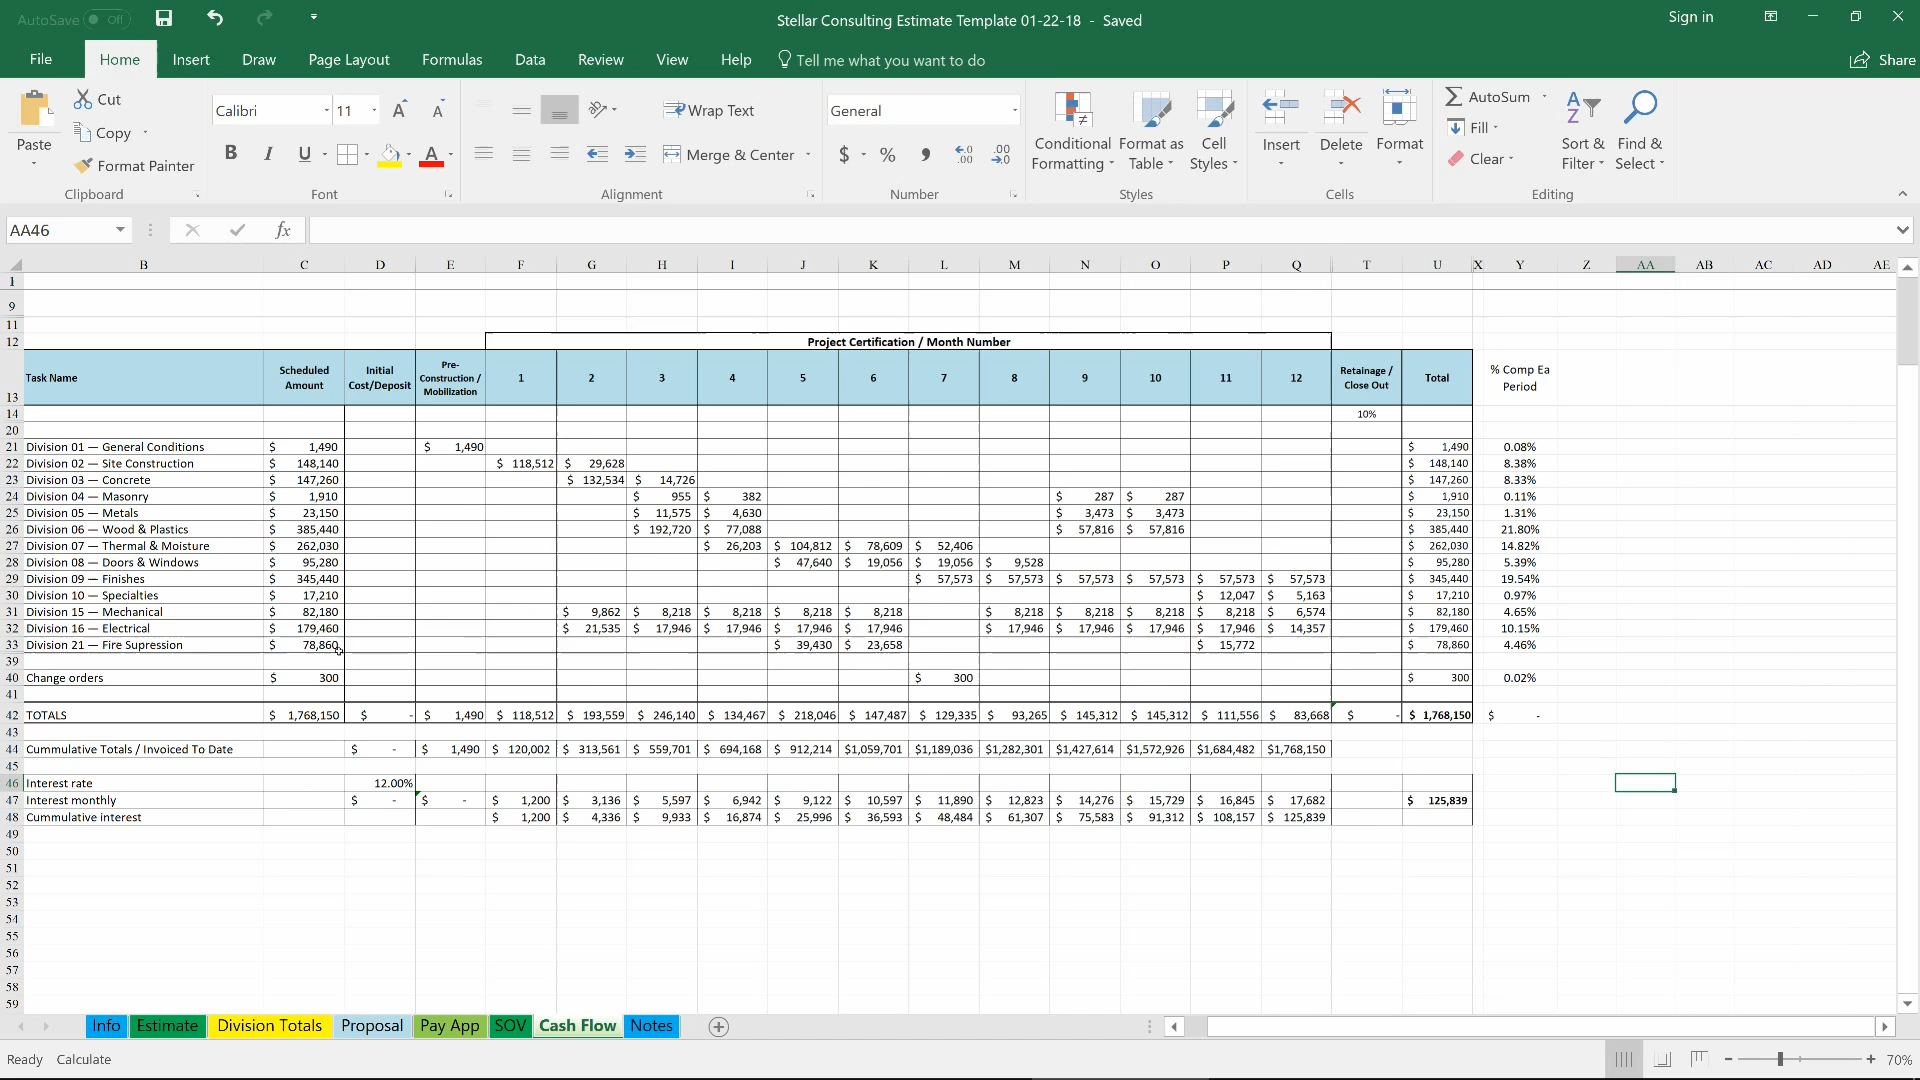 AutoSave Off
Stellar Consulting Estimate Template 01-22-18 - Saved
Sign in
File Home Insert Draw Page Layout Formulas Data Review View Help Tell me what you want to do Share
Paste
Cut
Copy
Format Painter
Clipboard
Calibri 11 A A
B I U A
Font
Wrap Text
Merge & Center
Alignment
General
$ % , .00 .00
Number
Conditional Formatting
Format as Table
Cell Styles
Styles
Insert Delete Format
Cells
AutoSum
Fill
Clear
Sort & Filter
Find & Select
Editing
AA46 fx
B C D E F G H I J K L M N O P Q T U X Y Z AA AB AC AD AE
1
9
11
12 Project Certification / Month Number
13 Task Name Scheduled Amount Initial Cost/Deposit Pre-Construction / Mobilization 1 2 3 4 5 6 7 8 9 10 11 12 Retainage / Close Out Total % Comp Ea Period
14 10%
20
21 Division 01 — General Conditions $ 1,490 $ 1,490 $ 1,490 0.08%
22 Division 02 — Site Construction $ 148,140 $ 118,512 $ 29,628 $ 148,140 8.38%
23 Division 03 — Concrete $ 147,260 $ 132,534 $ 14,726 $ 147,260 8.33%
24 Division 04 — Masonry $ 1,910 $ 955 $ 382 $ 287 $ 287 $ 1,910 0.11%
25 Division 05 — Metals $ 23,150 $ 11,575 $ 4,630 $ 3,473 $ 3,473 $ 23,150 1.31%
26 Division 06 — Wood & Plastics $ 385,440 $ 192,720 $ 77,088 $ 57,816 $ 57,816 $ 385,440 21.80%
27 Division 07 — Thermal & Moisture $ 262,030 $ 26,203 $ 104,812 $ 78,609 $ 52,406 $ 262,030 14.82%
28 Division 08 — Doors & Windows $ 95,280 $ 47,640 $ 19,056 $ 19,056 $ 9,528 $ 95,280 5.39%
29 Division 09 — Finishes $ 345,440 $ 57,573 $ 57,573 $ 57,573 $ 57,573 $ 57,573 $ 57,573 $ 345,440 19.54%
30 Division 10 — Specialties $ 17,210 $ 12,047 $ 5,163 $ 17,210 0.97%
31 Division 15 — Mechanical $ 82,180 $ 9,862 $ 8,218 $ 8,218 $ 8,218 $ 8,218 $ 8,218 $ 8,218 $ 8,218 $ 8,218 $ 6,574 $ 82,180 4.65%
32 Division 16 — Electrical $ 179,460 $ 21,535 $ 17,946 $ 17,946 $ 17,946 $ 17,946 $ 17,946 $ 17,946 $ 17,946 $ 17,946 $ 14,357 $ 179,460 10.15%
33 Division 21 — Fire Supression $ 78,860 $ 39,430 $ 23,658 $ 15,772 $ 78,860 4.46%
39
40 Change orders $ 300 $ 300 $ 300 0.02%
41
42 TOTALS $ 1,768,150 $ - $ 1,490 $ 118,512 $ 193,559 $ 246,140 $ 134,467 $ 218,046 $ 147,487 $ 129,335 $ 93,265 $ 145,312 $ 145,312 $ 111,556 $ 83,668 $ - $ 1,768,150 $ -
43
44 Cummulative Totals / Invoiced To Date $ - $ 1,490 $ 120,002 $ 313,561 $ 559,701 $ 694,168 $ 912,214 $1,059,701 $1,189,036 $1,282,301 $1,427,614 $1,572,926 $1,684,482 $1,768,150
45
46 Interest rate 12.00%
47 Interest monthly $ - $ - $ 1,200 $ 3,136 $ 5,597 $ 6,942 $ 9,122 $ 10,597 $ 11,890 $ 12,823 $ 14,276 $ 15,729 $ 16,845 $ 17,682 $ 125,839
48 Cummulative interest $ 1,200 $ 4,336 $ 9,933 $ 16,874 $ 25,996 $ 36,593 $ 48,484 $ 61,307 $ 75,583 $ 91,312 $ 108,157 $ 125,839
49
50
51
52
53
54
55
56
57
58
59
Info Estimate Division Totals Proposal Pay App SOV Cash Flow Notes
Ready Calculate 70%